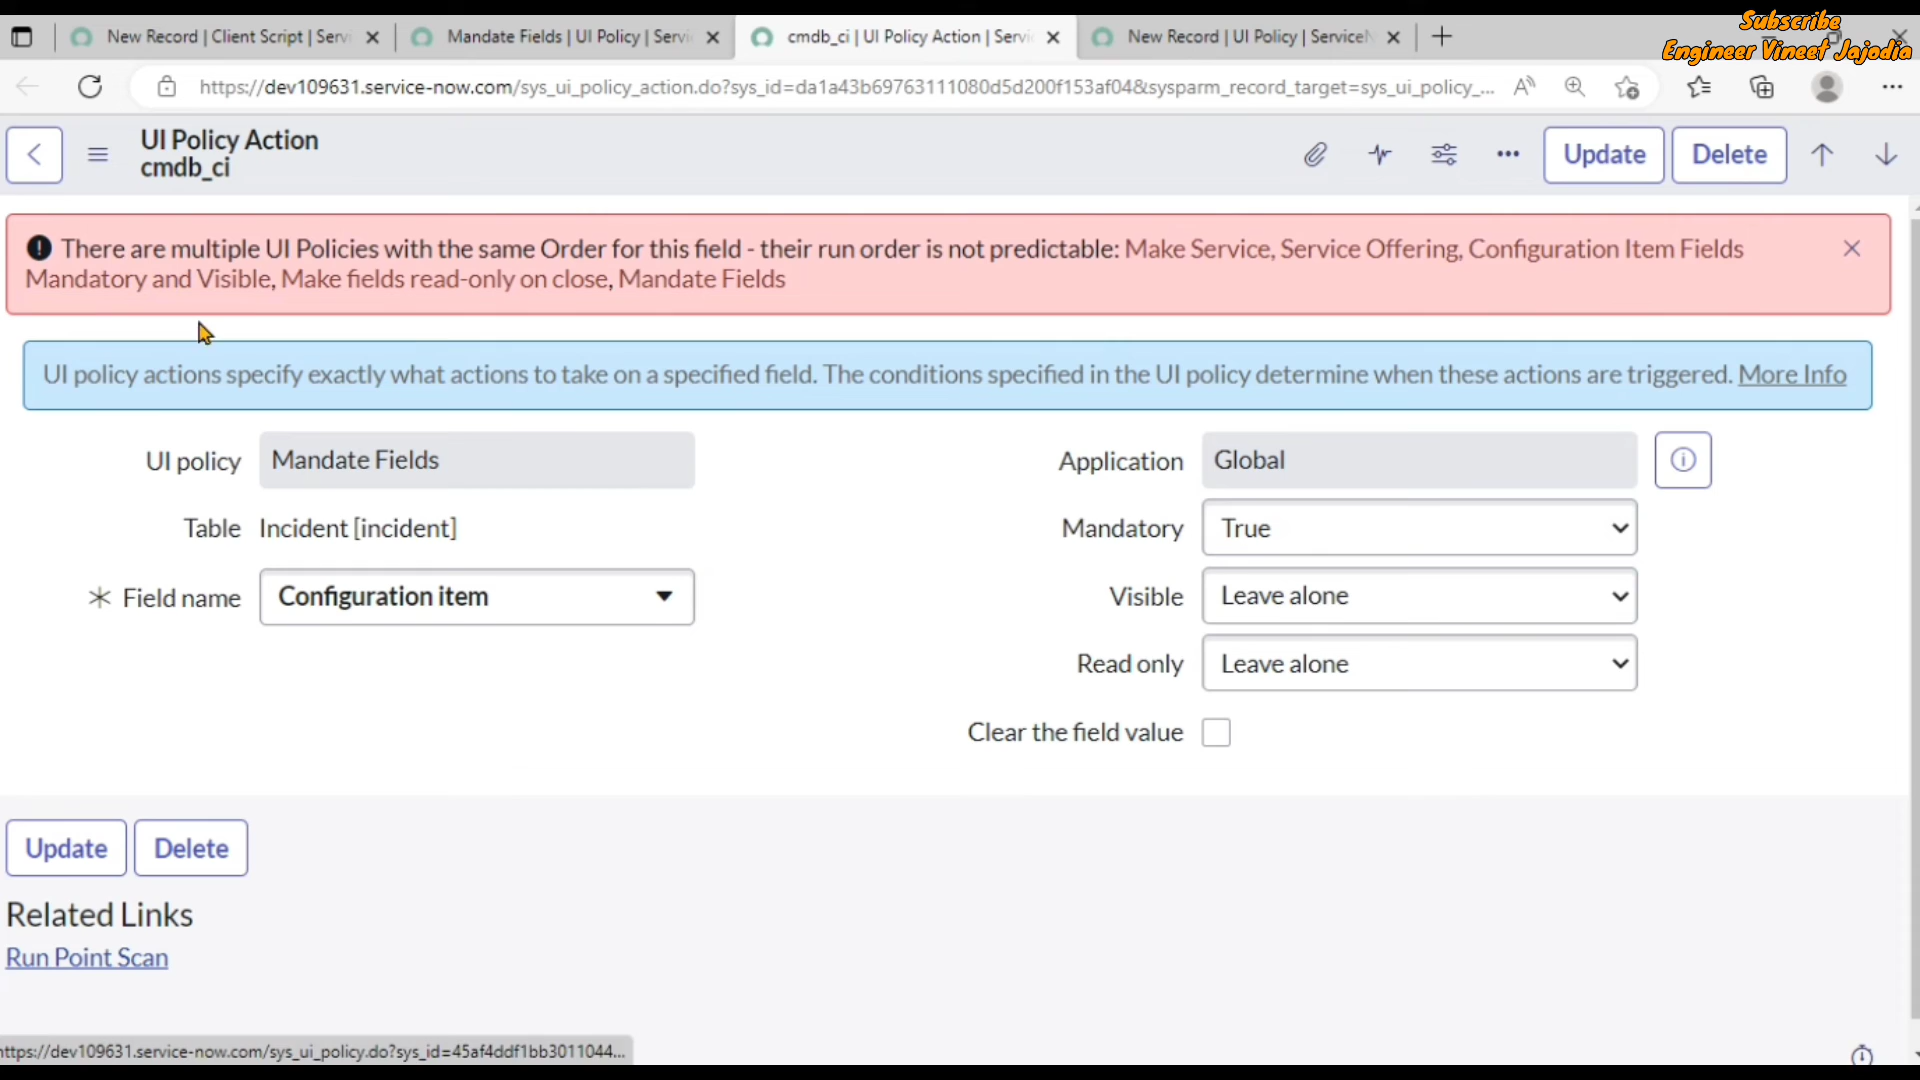 New Record | Client Script | Servi
Mandate Fields | UI Policy | Servi
cmdb_ci | UI Policy Action | Servi
New Record | UI Policy | Service
Subscribe
Engineer Vineet Jajodia
https://dev109631.service-now.com/sys_ui_policy_action.do?sys_id=da1a43b69763111080d5d200f153af04&sysparm_record_target=sys_ui_policy_...
UI Policy Action
cmdb_ci
Update
Delete
There are multiple UI Policies with the same Order for this field - their run order is not predictable: Make Service, Service Offering, Configuration Item Fields
Mandatory and Visible, Make fields read-only on close, Mandate Fields
UI policy actions specify exactly what actions to take on a specified field. The conditions specified in the UI policy determine when these actions are triggered. More Info
UI policy Mandate Fields
Application Global
Table Incident [incident]
Mandatory True
Field name Configuration item
Visible Leave alone
Read only Leave alone
Clear the field value
Update Delete
Related Links
Run Point Scan
https://dev109631.service-now.com/sys_ui_policy.do?sys_id=45af4ddf1bb3011044...